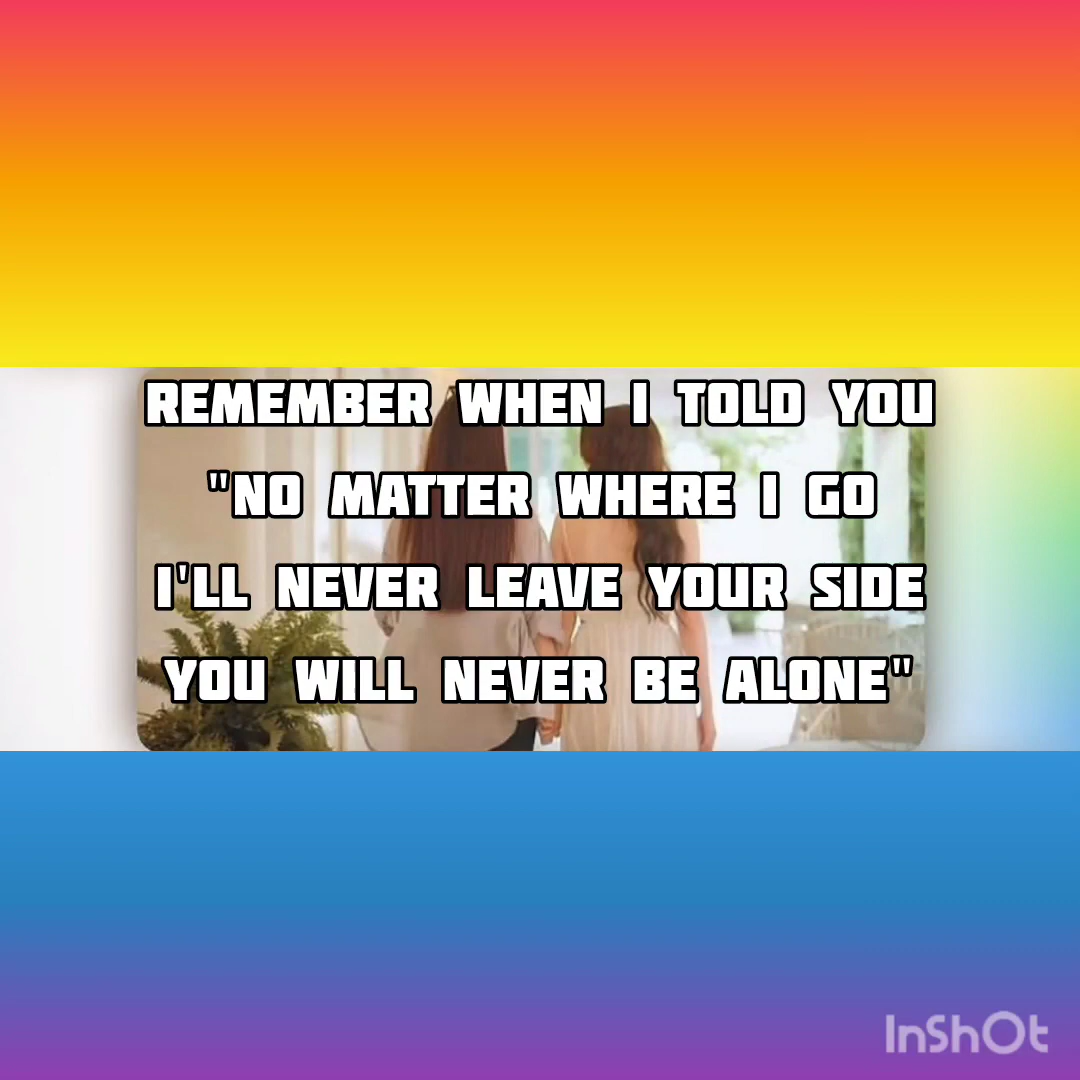 REMEMBER WHEN I TOLD YOU
"NO MATTER WHERE I GO
I'LL NEVER LEAVE YOUR SIDE
YOU WILL NEVER BE ALONE"
InShOt